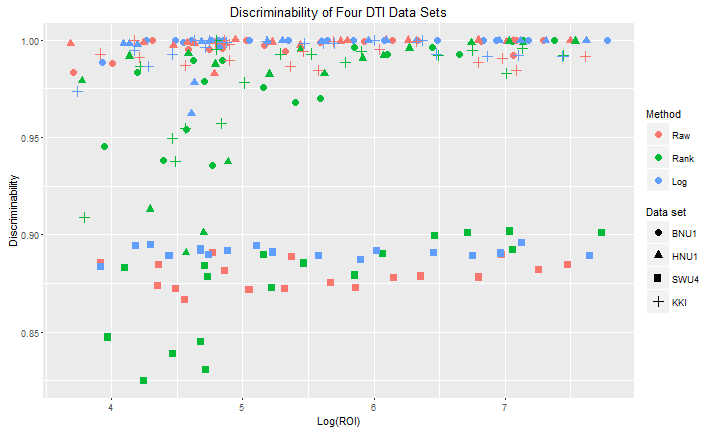 Discriminability of Four DTI Data Sets
Discriminability
1.00
0.95
0.90
0.85
4
5
6
7
Log(ROI)
Method
Raw
Rank
Log
Data set
BNU1
HNU1
SWU4
KKI